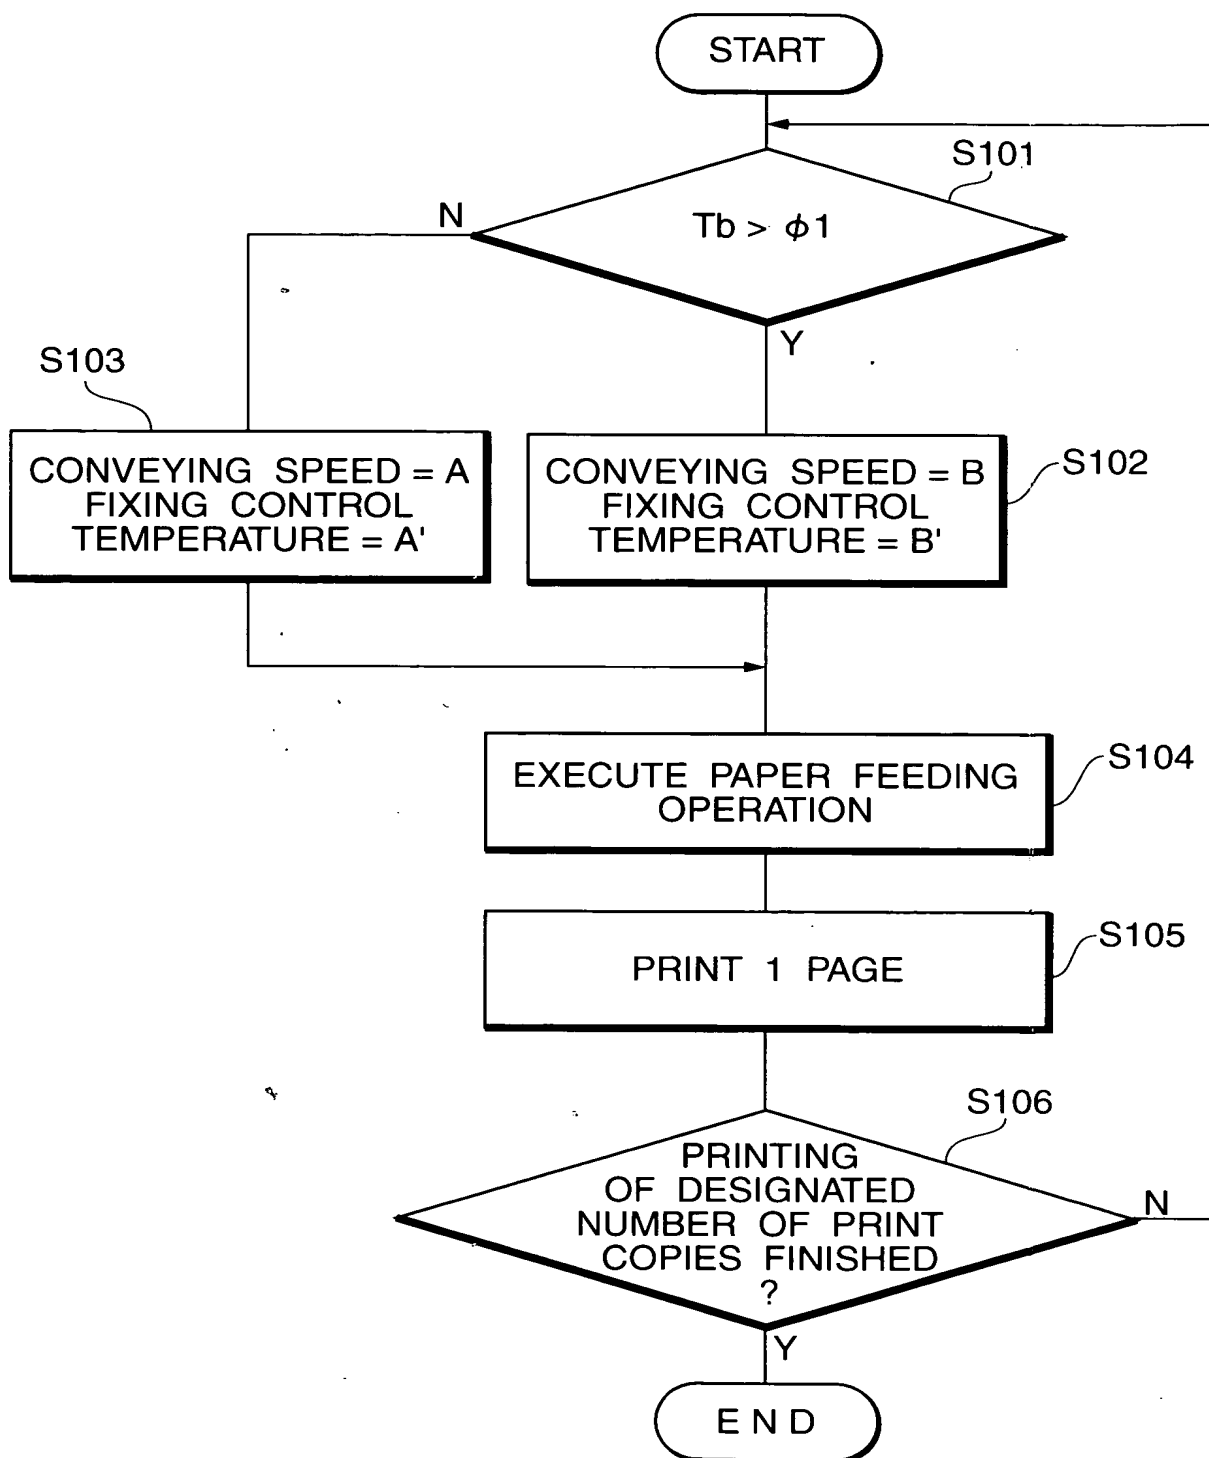 START
S101
N
Tb > φ1
Y
S103
CONVEYING SPEED = A
FIXING CONTROL
TEMPERATURE = A'
CONVEYING SPEED = B
FIXING CONTROL
TEMPERATURE = B'
S102
EXECUTE PAPER FEEDING
OPERATION
S104
PRINT 1 PAGE
S105
S106
PRINTING
OF DESIGNATED
NUMBER OF PRINT
COPIES FINISHED
?
N
Y
END